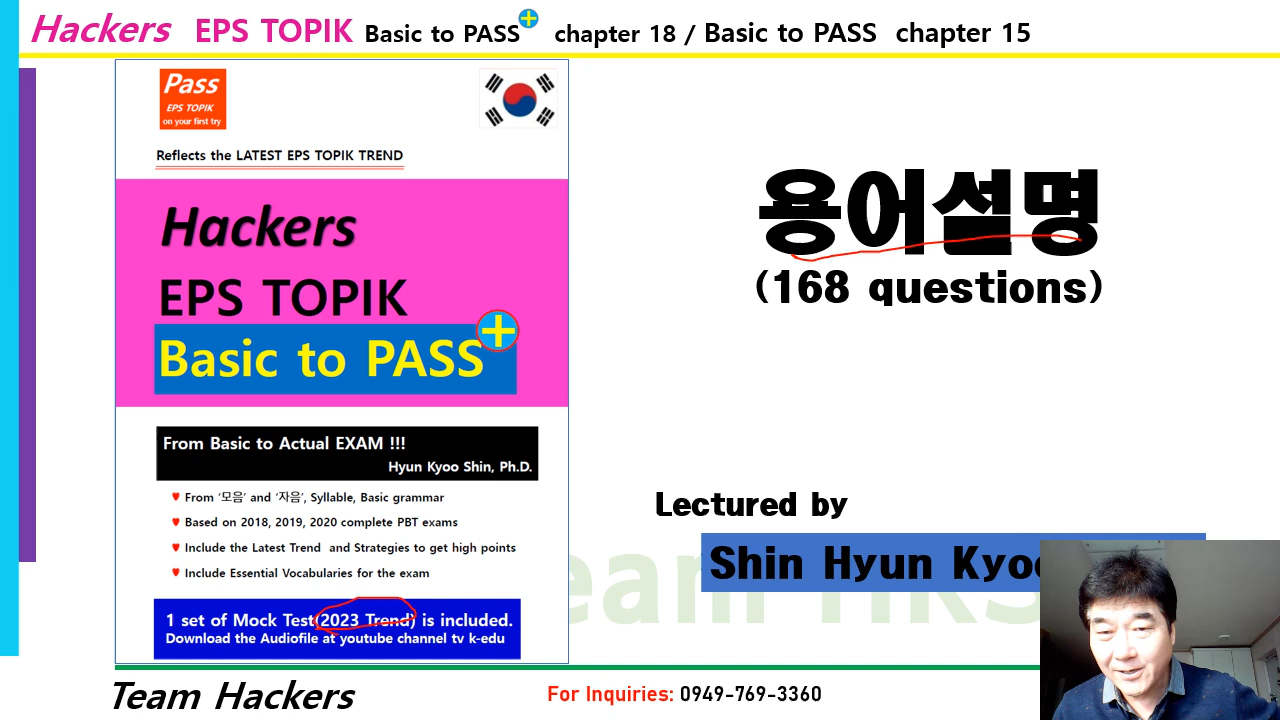 Hackers EPS TOPIK Basic to PASS+ chapter 18 / Basic to PASS chapter 15
Pass
EPS TOPIK
on your first try
Reflects the LATEST EPS TOPIK TREND
Hackers
EPS TOPIK
Basic to PASS+
From Basic to Actual EXAM !!!
Hyun Kyoo Shin, Ph.D.
♥ From ‘모음’ and ‘자음’, Syllable, Basic grammar
♥ Based on 2018, 2019, 2020 complete PBT exams
♥ Include the Latest Trend and Strategies to get high points
♥ Include Essential Vocabularies for the exam
1 set of Mock Test(2023 Trend) is included.
Download the Audiofile at youtube channel tv k-edu
용어설명
(168 questions)
Lectured by
Shin Hyun Kyoo
Team Hackers
For Inquiries: 0949-769-3360